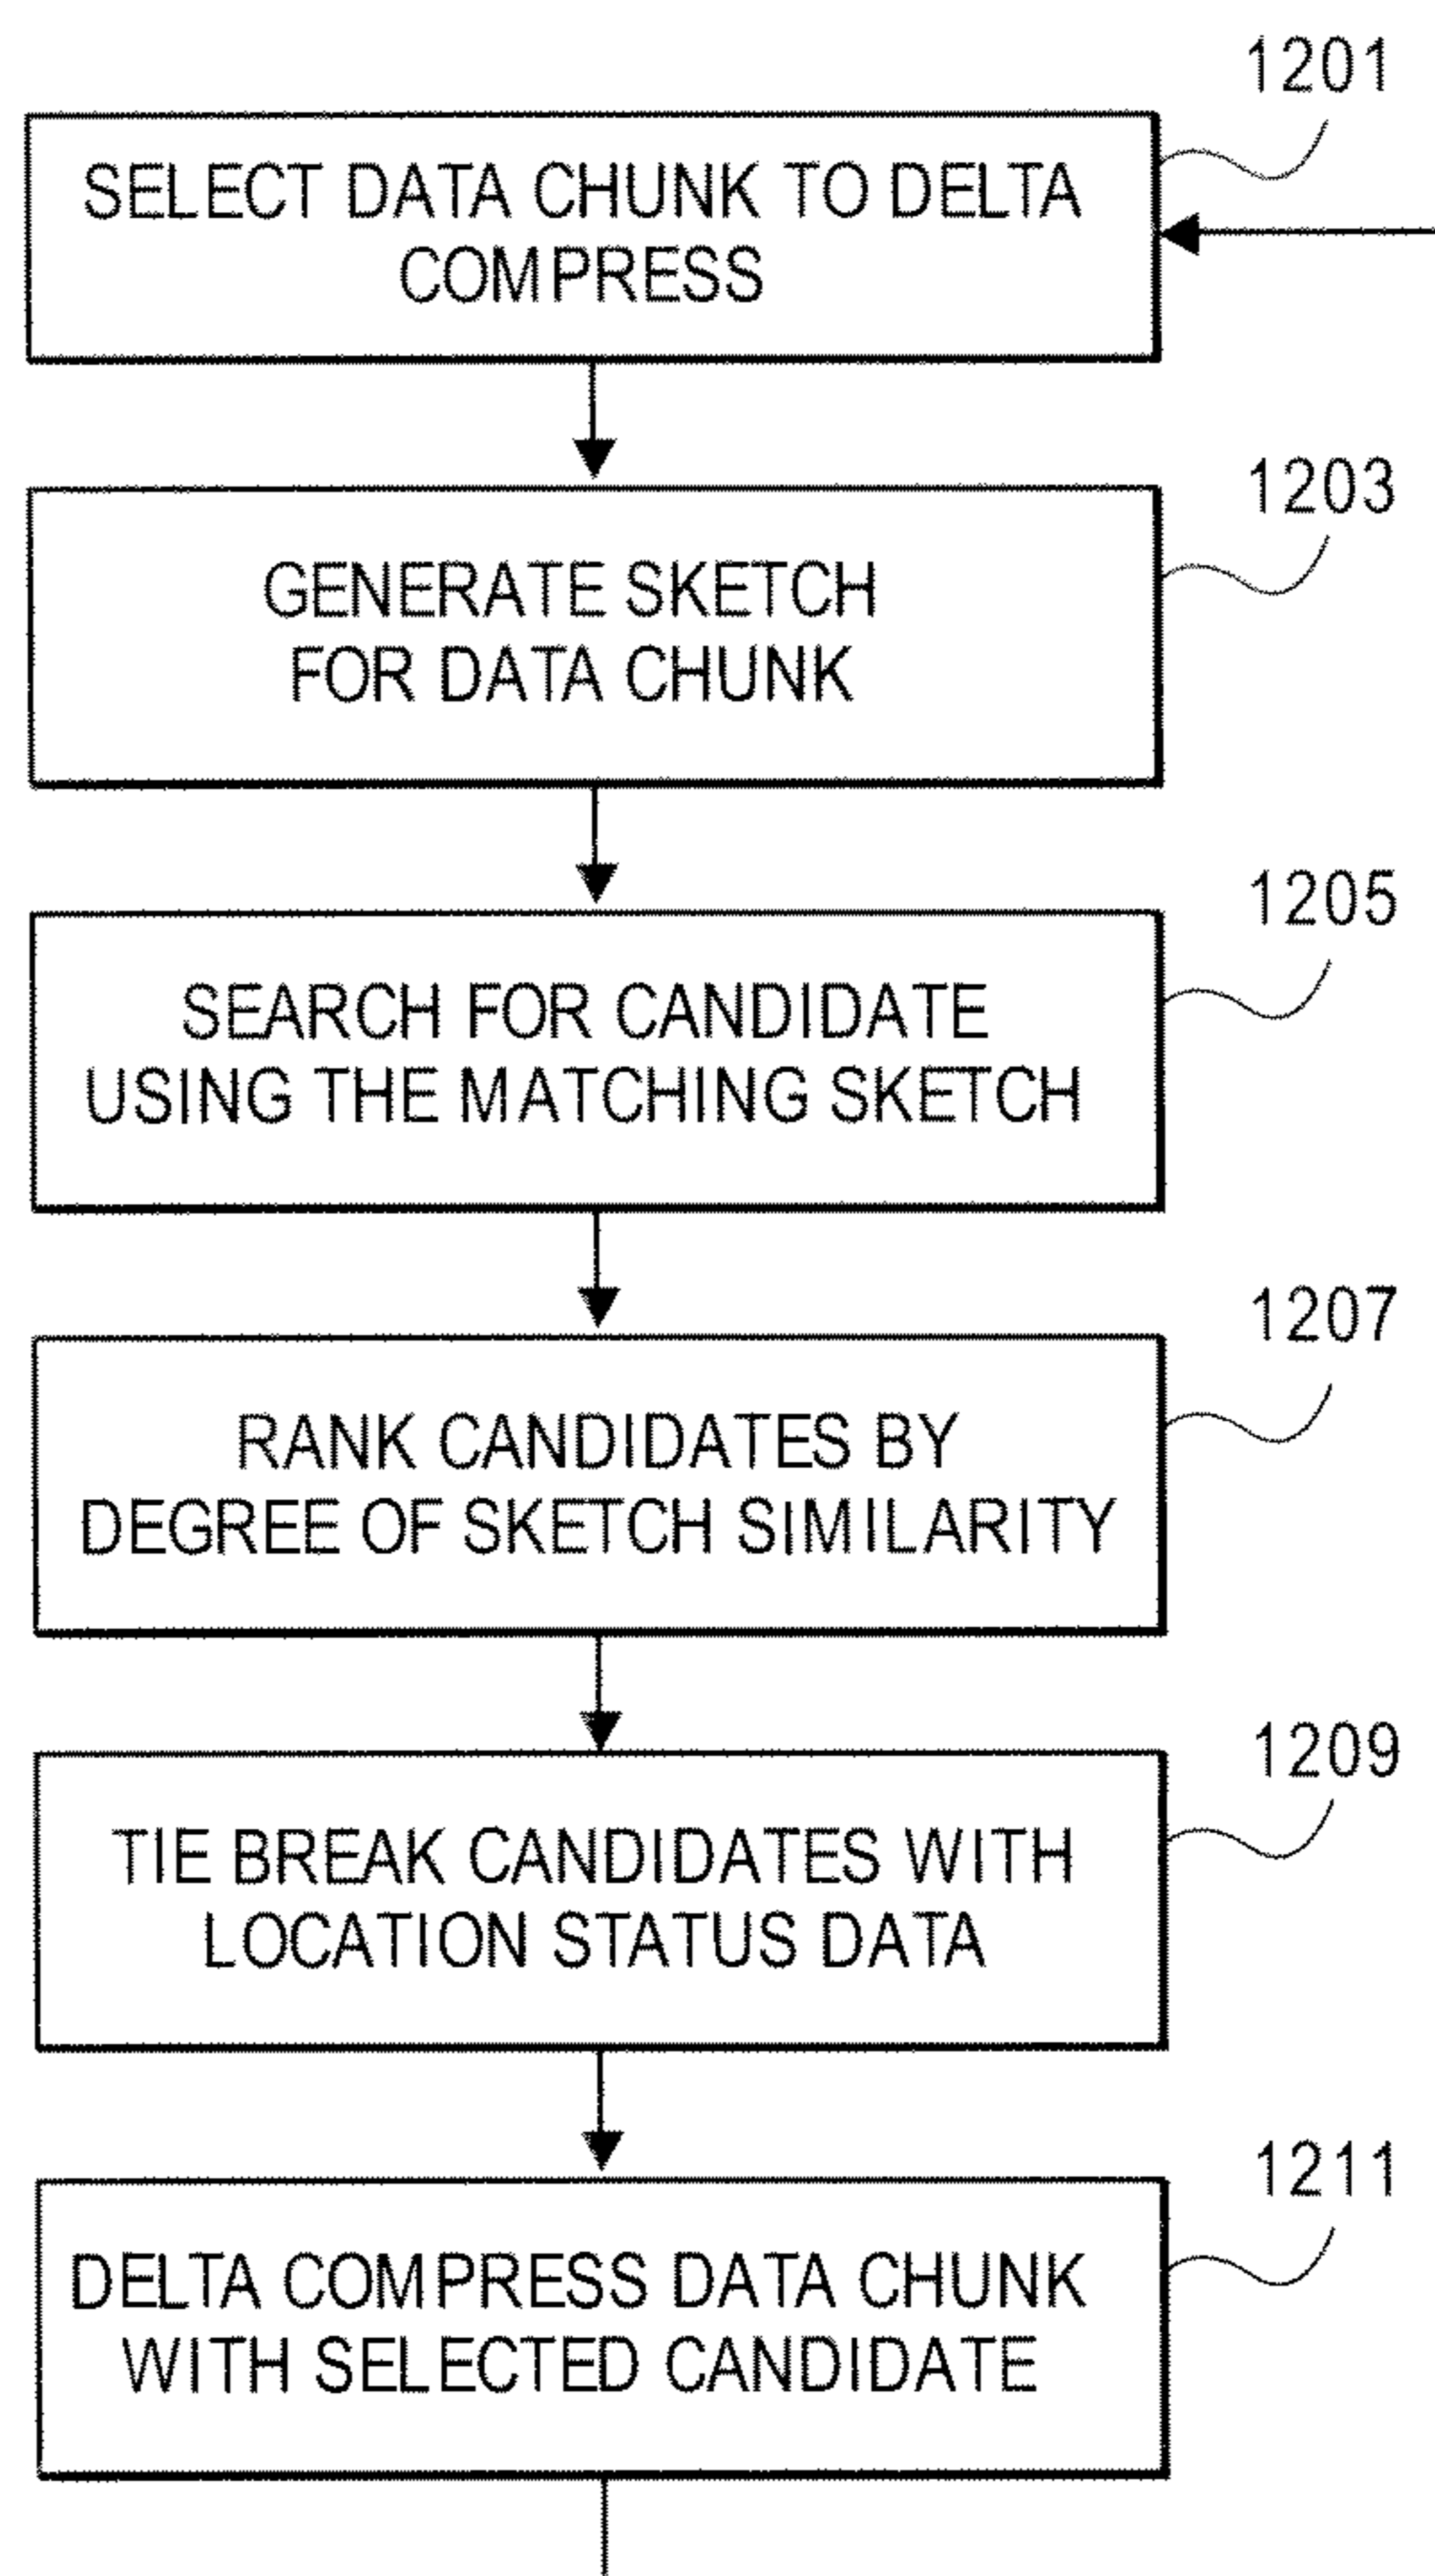 1201
SELECT DATA CHUNK TO DELTA
COMPRESS
1203
GENERATE SKETCH
FOR DATA CHUNK
1205
SEARCH FOR CANDIDATE
USING THE MATCHING SKETCH
1207
RANK CANDIDATES BY
DEGREE OF SKETCH SIMILARITY
1209
TIE BREAK CANDIDATES WITH
LOCATION STATUS DATA
1211
DELTA COMPRESS DATA CHUNK
WITH SELECTED CANDIDATE